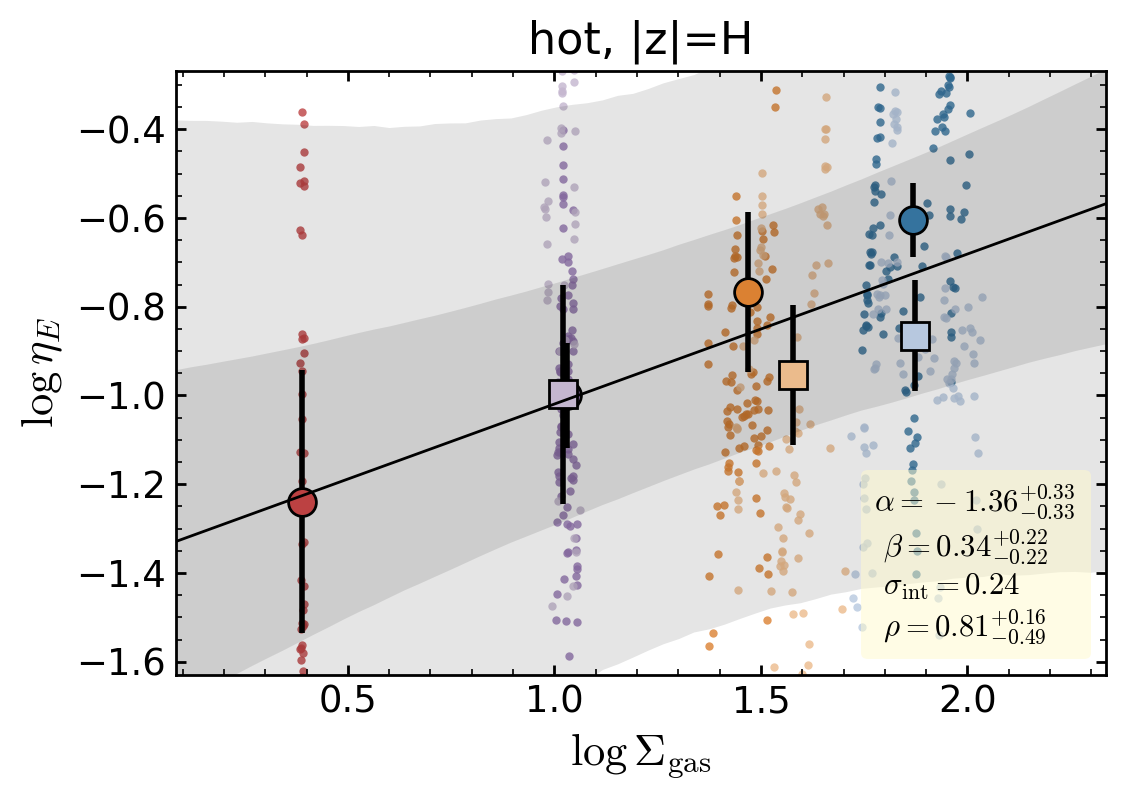 hot, |z|=H
−0.4
−0.6
−0.8
−1.0
−1.2
−1.4
−1.6
log η_E
α = −1.36^{+0.33}_{−0.33}
β = 0.34^{+0.22}_{−0.22}
σ_int = 0.24
ρ = 0.81^{+0.16}_{−0.49}
0.5 1.0 1.5 2.0
log Σ_gas